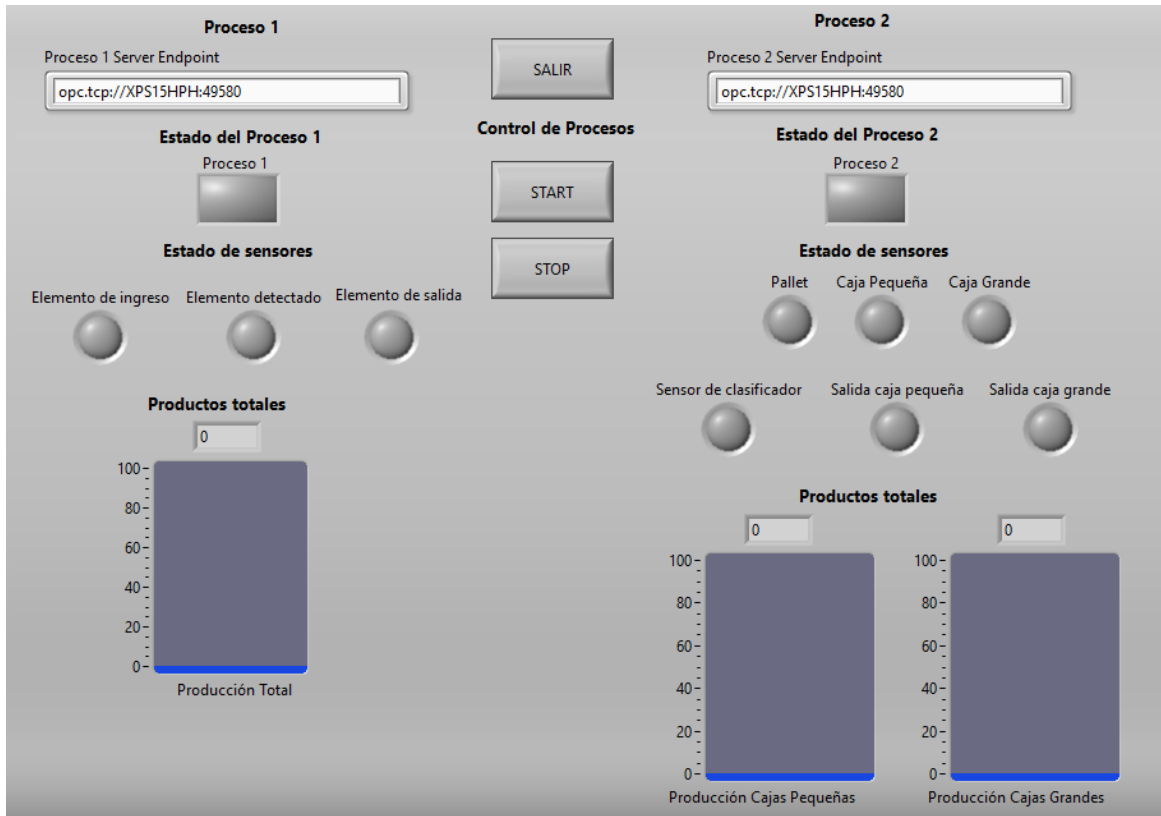 Proceso 1
Proceso 1 Server Endpoint
opc.tcp://XPS15HPH:49580
Estado del Proceso 1
Proceso 1
Estado de sensores
Elemento de ingreso
Elemento detectado
Elemento de salida
Productos totales
0
100
80
60
40
20
0
Producción Total
SALIR
Control de Procesos
START
STOP
Proceso 2
Proceso 2 Server Endpoint
opc.tcp://XPS15HPH:49580
Estado del Proceso 2
Proceso 2
Estado de sensores
Pallet
Caja Pequeña
Caja Grande
Sensor de clasificador
Salida caja pequeña
Salida caja grande
Productos totales
0
100
80
60
40
20
0
Producción Cajas Pequeñas
0
100
80
60
40
20
0
Producción Cajas Grandes